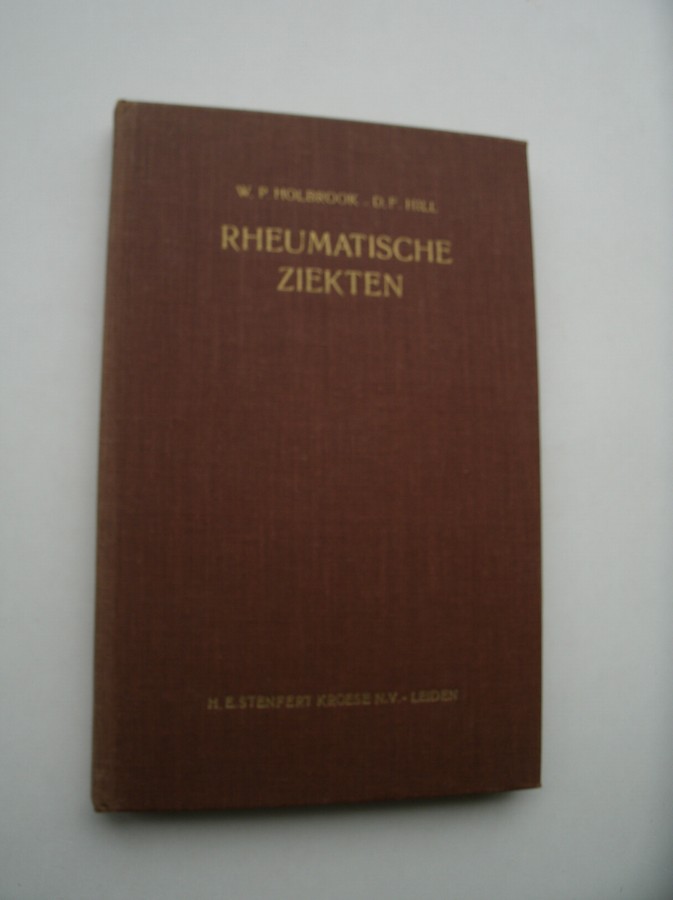 W. P. HOLBROOK - D. F. HILL
RHEUMATISCHE
ZIEKTEN
H. E. STENFERT KROESE N.V. - LEIDEN